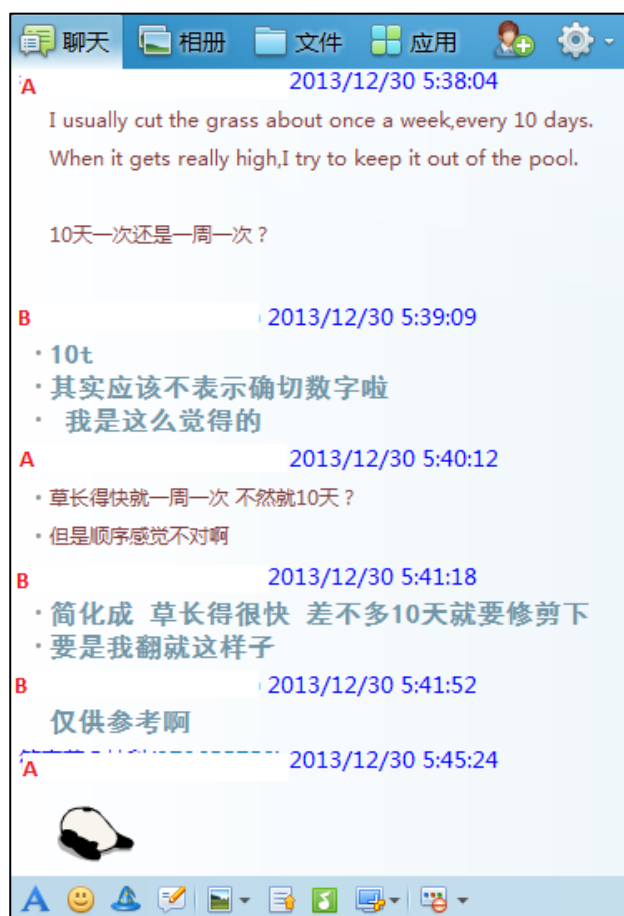 聊天 相册 文件 应用
A 2013/12/30 5:38:04
I usually cut the grass about once a week,every 10 days.
When it gets really high,I try to keep it out of the pool.
10天一次还是一周一次？
B 2013/12/30 5:39:09
·10t
·其实应该不表示确切数字啦
· 我是这么觉得的
A 2013/12/30 5:40:12
·草长得快就一周一次 不然就10天？
·但是顺序感觉不对啊
B 2013/12/30 5:41:18
·简化成 草长得很快 差不多10天就要修剪下
·要是我翻就这样子
B 2013/12/30 5:41:52
仅供参考啊
A 2013/12/30 5:45:24
A